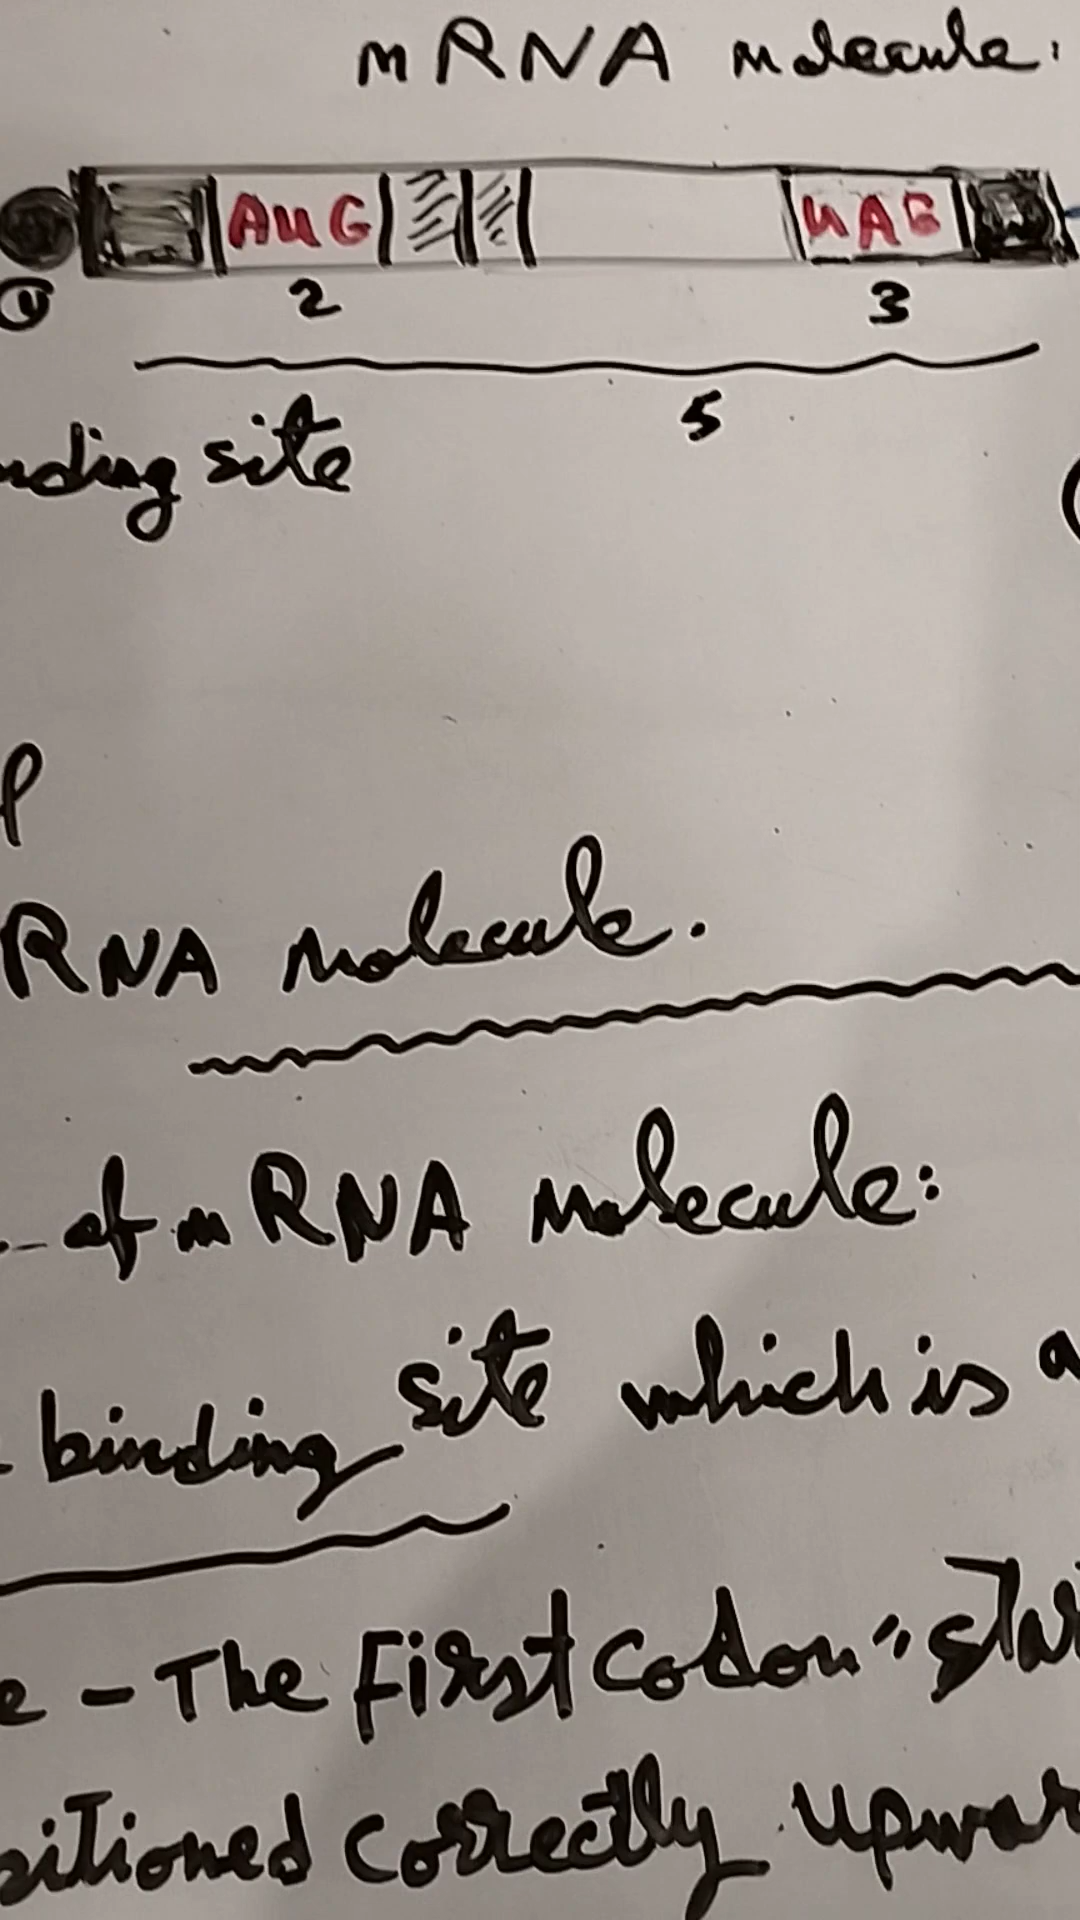 mRNA molecule:
AUG UAG
1 2 3
5
nding site
RNA Molecule.
of mRNA Molecule:
binding site which is a
e - The First Codon "star
sitioned Correctly upwar